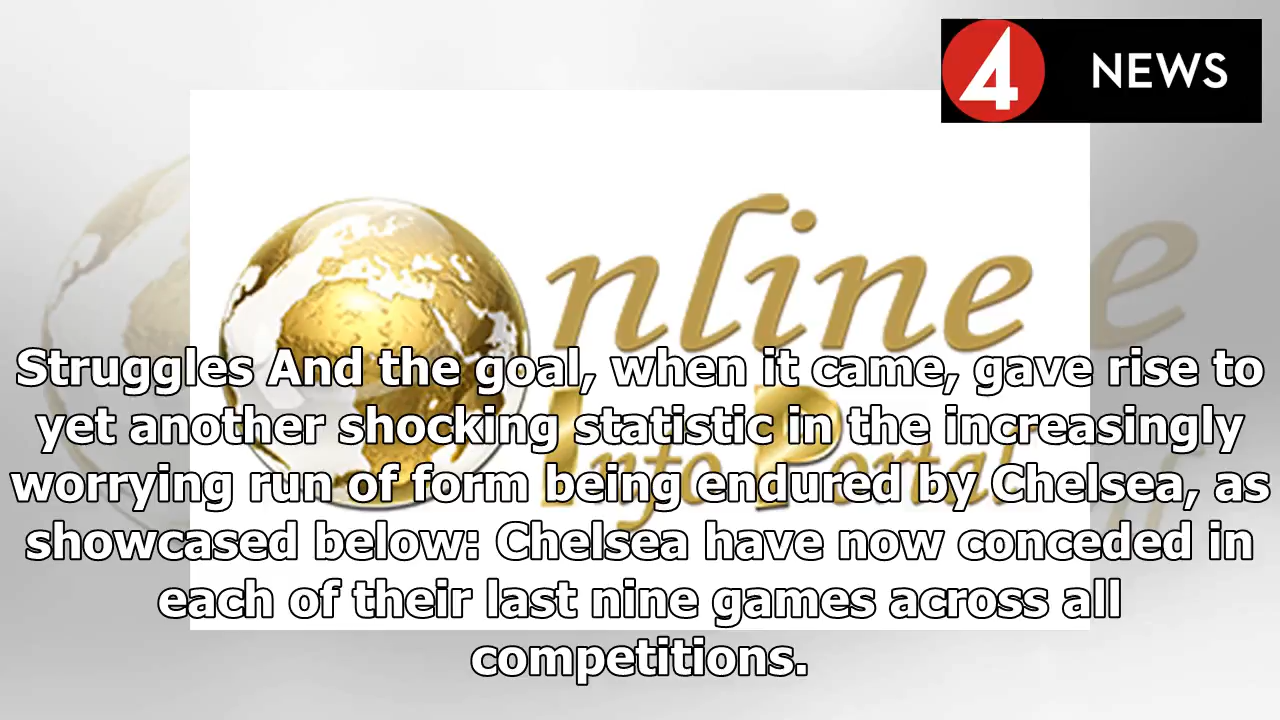 4 NEWS
nline e
Struggles And the goal, when it came, gave rise to
yet another shocking statistic in the increasingly
worrying run of form being endured by Chelsea, as
showcased below: Chelsea have now conceded in
each of their last nine games across all
competitions.
Info Portal